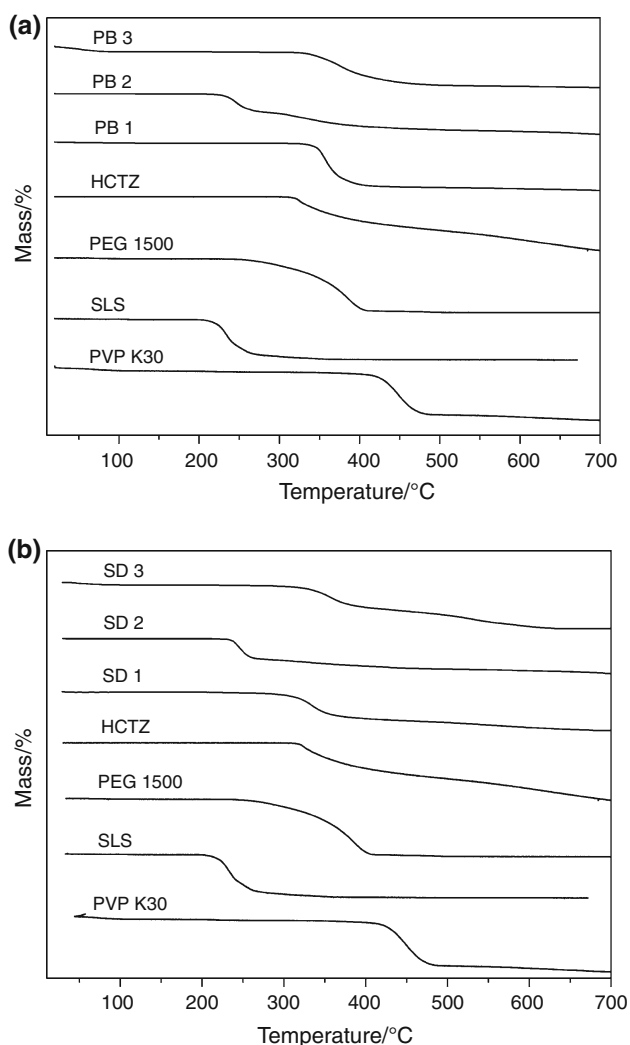 (a)
PB 3
PB 2
PB 1
HCTZ
PEG 1500
SLS
PVP K30
Mass/%
100 200 300 400 500 600 700
Temperature/°C
(b)
SD 3
SD 2
SD 1
HCTZ
PEG 1500
SLS
PVP K30
Mass/%
100 200 300 400 500 600 700
Temperature/°C